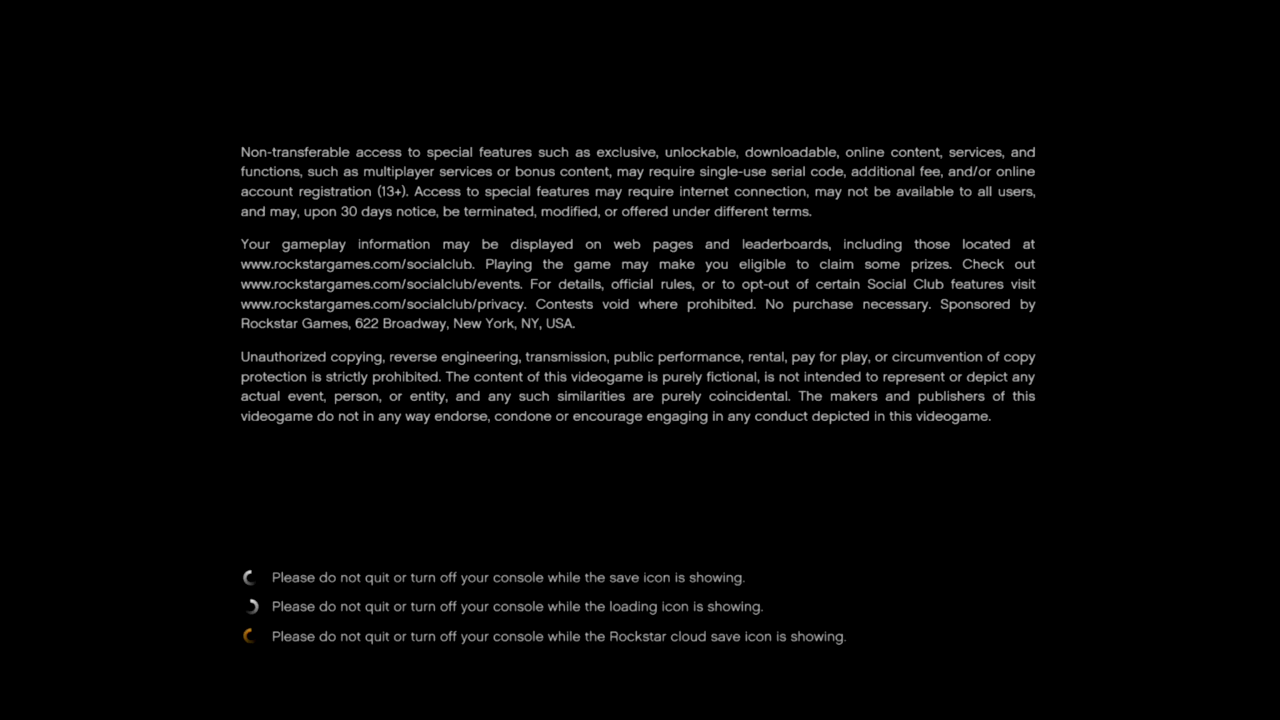 Non-transferable access to special features such as exclusive, unlockable, downloadable, online content, services, and
functions, such as multiplayer services or bonus content, may require single-use serial code, additional fee, and/or online
account registration (13+). Access to special features may require internet connection, may not be available to all users,
and may, upon 30 days notice, be terminated, modified, or offered under different terms.
Your gameplay information may be displayed on web pages and leaderboards, including those located at
www.rockstargames.com/socialclub. Playing the game may make you eligible to claim some prizes. Check out
www.rockstargames.com/socialclub/events. For details, official rules, or to opt-out of certain Social Club features visit
www.rockstargames.com/socialclub/privacy. Contests void where prohibited. No purchase necessary. Sponsored by
Rockstar Games, 622 Broadway, New York, NY, USA.
Unauthorized copying, reverse engineering, transmission, public performance, rental, pay for play, or circumvention of copy
protection is strictly prohibited. The content of this videogame is purely fictional, is not intended to represent or depict any
actual event, person, or entity, and any such similarities are purely coincidental. The makers and publishers of this
videogame do not in any way endorse, condone or encourage engaging in any conduct depicted in this videogame.
Please do not quit or turn off your console while the save icon is showing.
Please do not quit or turn off your console while the loading icon is showing.
Please do not quit or turn off your console while the Rockstar cloud save icon is showing.